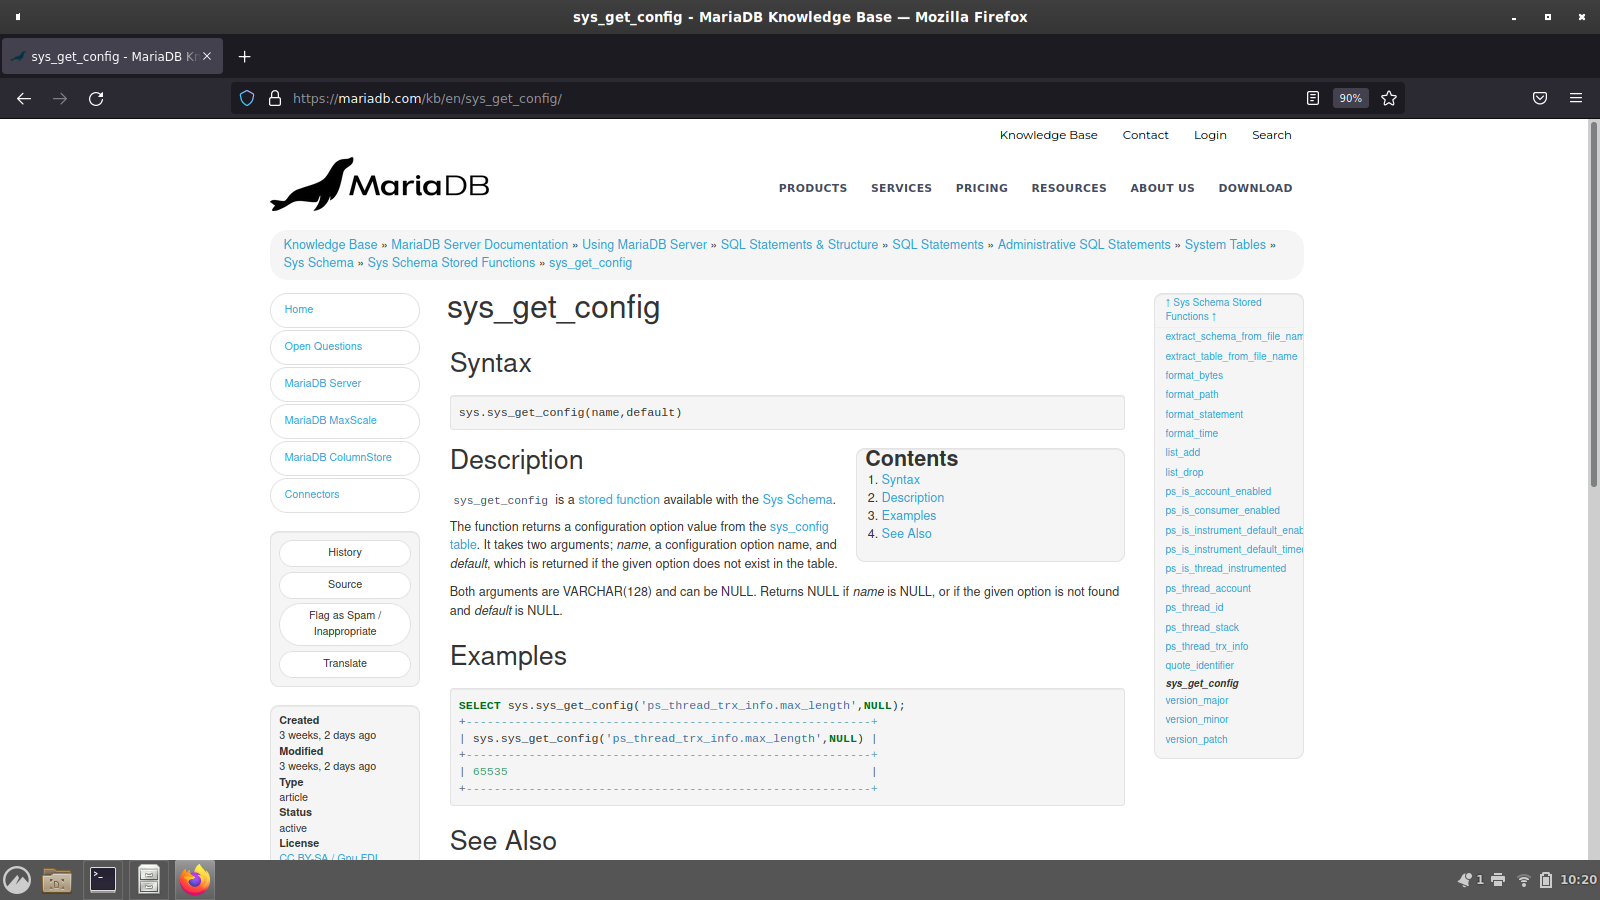 sys_get_config - MariaDB Knowledge Base — Mozilla Firefox
sys_get_config - MariaDB Kn
https://mariadb.com/kb/en/sys_get_config/
90%
Knowledge Base Contact Login Search
MariaDB
PRODUCTS SERVICES PRICING RESOURCES ABOUT US DOWNLOAD
Knowledge Base » MariaDB Server Documentation » Using MariaDB Server » SQL Statements & Structure » SQL Statements » Administrative SQL Statements » System Tables »
Sys Schema » Sys Schema Stored Functions » sys_get_config
Home
Open Questions
MariaDB Server
MariaDB MaxScale
MariaDB ColumnStore
Connectors
History
Source
Flag as Spam /
Inappropriate
Translate
Created
3 weeks, 2 days ago
Modified
3 weeks, 2 days ago
Type
article
Status
active
License
CC BY-SA / Gnu FDL
sys_get_config
Syntax
sys.sys_get_config(name,default)
Description
sys_get_config is a stored function available with the Sys Schema.
The function returns a configuration option value from the sys_config
table. It takes two arguments; name, a configuration option name, and
default, which is returned if the given option does not exist in the table.
Both arguments are VARCHAR(128) and can be NULL. Returns NULL if name is NULL, or if the given option is not found
and default is NULL.
Contents
1. Syntax
2. Description
3. Examples
4. See Also
Examples
SELECT sys.sys_get_config('ps_thread_trx_info.max_length',NULL);
+----------------------------------------------------------+
| sys.sys_get_config('ps_thread_trx_info.max_length',NULL) |
+----------------------------------------------------------+
| 65535                                                    |
+----------------------------------------------------------+
See Also
↑ Sys Schema Stored
Functions ↑
extract_schema_from_file_nam
extract_table_from_file_name
format_bytes
format_path
format_statement
format_time
list_add
list_drop
ps_is_account_enabled
ps_is_consumer_enabled
ps_is_instrument_default_enab
ps_is_instrument_default_timed
ps_is_thread_instrumented
ps_thread_account
ps_thread_id
ps_thread_stack
ps_thread_trx_info
quote_identifier
sys_get_config
version_major
version_minor
version_patch
1
10:20